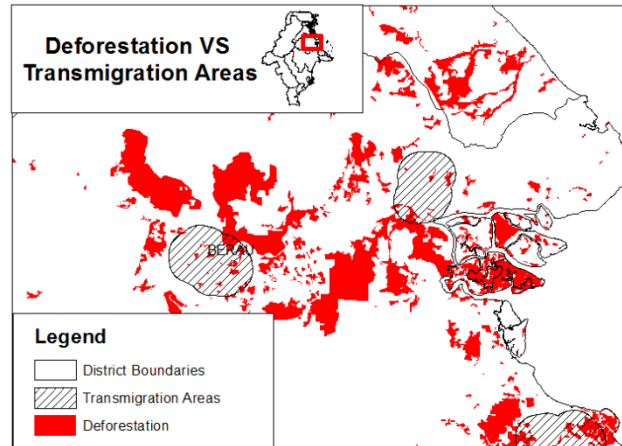 Deforestation VS
Transmigration Areas
BERAU
Legend
District Boundaries
Transmigration Areas
Deforestation